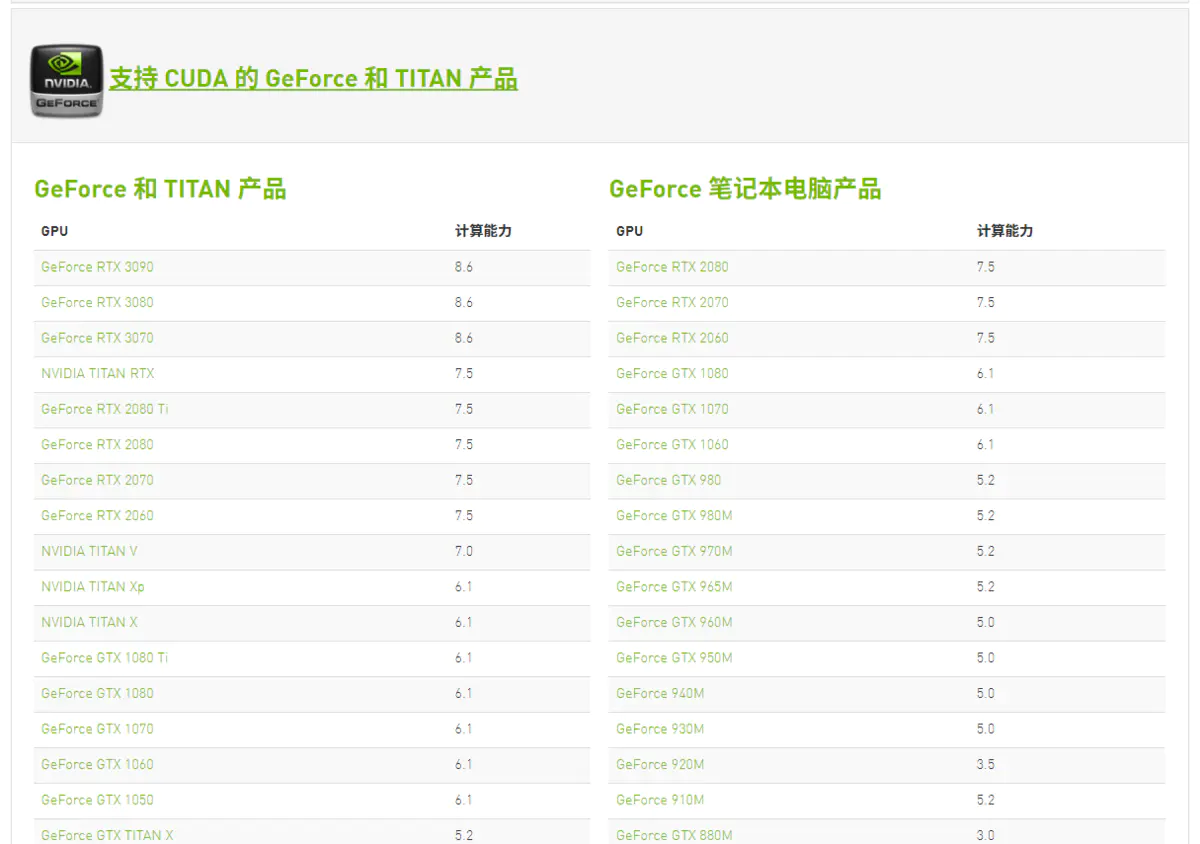 NVIDIA.
GEFORCE
支持 CUDA 的 GeForce 和 TITAN 产品
GeForce 和 TITAN 产品
GPU 计算能力
GeForce RTX 3090 8.6
GeForce RTX 3080 8.6
GeForce RTX 3070 8.6
NVIDIA TITAN RTX 7.5
GeForce RTX 2080 Ti 7.5
GeForce RTX 2080 7.5
GeForce RTX 2070 7.5
GeForce RTX 2060 7.5
NVIDIA TITAN V 7.0
NVIDIA TITAN Xp 6.1
NVIDIA TITAN X 6.1
GeForce GTX 1080 Ti 6.1
GeForce GTX 1080 6.1
GeForce GTX 1070 6.1
GeForce GTX 1060 6.1
GeForce GTX 1050 6.1
GeForce GTX TITAN X 5.2
GeForce 笔记本电脑产品
GPU 计算能力
GeForce RTX 2080 7.5
GeForce RTX 2070 7.5
GeForce RTX 2060 7.5
GeForce GTX 1080 6.1
GeForce GTX 1070 6.1
GeForce GTX 1060 6.1
GeForce GTX 980 5.2
GeForce GTX 980M 5.2
GeForce GTX 970M 5.2
GeForce GTX 965M 5.2
GeForce GTX 960M 5.0
GeForce GTX 950M 5.0
GeForce 940M 5.0
GeForce 930M 5.0
GeForce 920M 3.5
GeForce 910M 5.2
GeForce GTX 880M 3.0